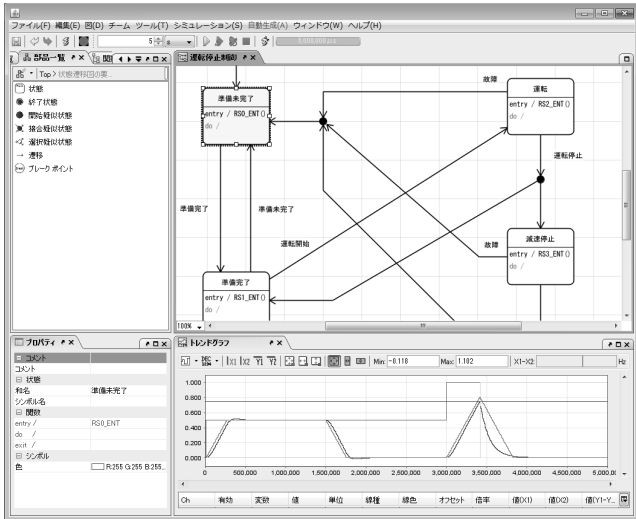 ファイル(F) 編集(E) 図(D) チーム ツール(T) シミュレーション(S) 自動生成(A) ウィンドウ(W) ヘルプ(H)
5 s
部品一覧
運転停止制御
Top > 状態遷移図の要...
状態
終了状態
開始疑似状態
接合疑似状態
選択疑似状態
遷移
ブレークポイント
準備未完了
entry / RS0_ENT()
do /
故障
運転
entry / RS2_ENT()
do /
運転停止
準備完了
準備未完了
運転開始
故障
減速停止
entry / RS3_ENT()
do /
準備完了
entry / RS1_ENT()
do /
100%
プロパティ
コメント
コメント
状態
和名 準備未完了
シンボル名
関数
entry / RS0_ENT
do /
exit /
シンボル
色 R:255 G:255 B:255...
トレンドグラフ
X1 X2 Y1 Y2 Min: -0.118 Max: 1.102 X1-X2: Hz
1.000
0.800
0.600
0.400
0.200
0.000
0 500,000 1,000,000 1,500,000 2,000,000 2,500,000 3,000,000 3,500,000 4,000,000 4,500,000 5,000,00
Ch 有効 変数 値 単位 線種 線色 オフセット 倍率 値(X1) 値(X2) 値(Y1-Y...